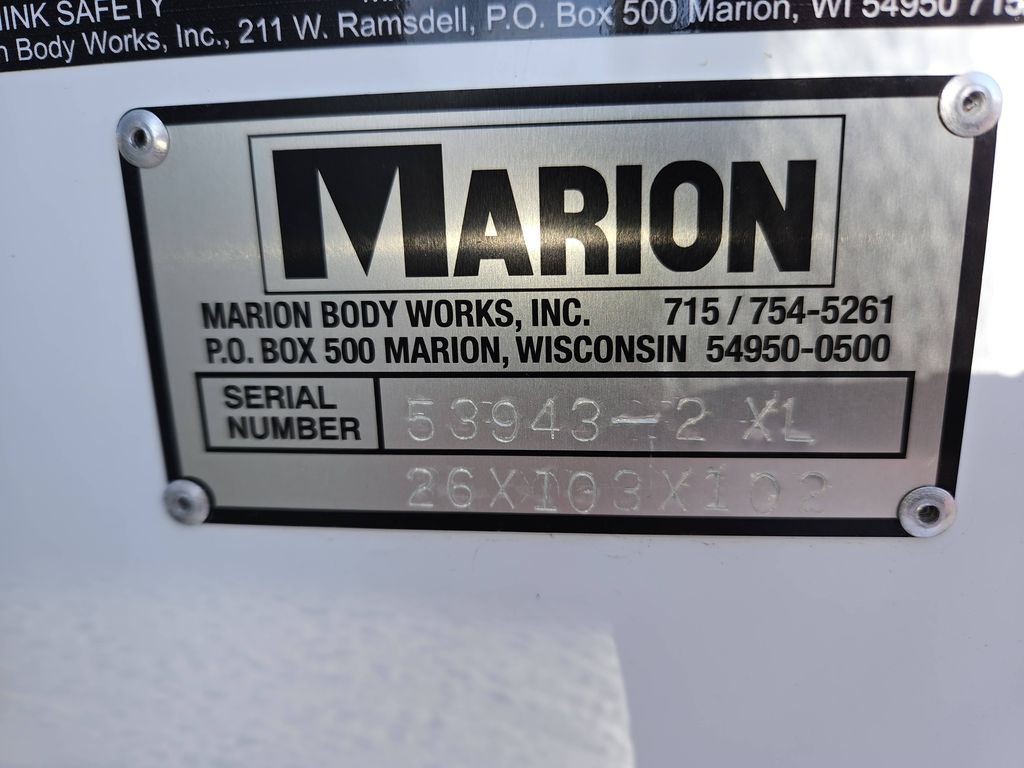 INK SAFETY
Body Works, Inc., 211 W. Ramsdell, P.O. Box 500 Marion, WI 54950 715
MARION
MARION BODY WORKS, INC. 715 / 754-5261
P.O. BOX 500 MARION, WISCONSIN 54950-0500
SERIAL
NUMBER 53943-2 XL
26X103X102